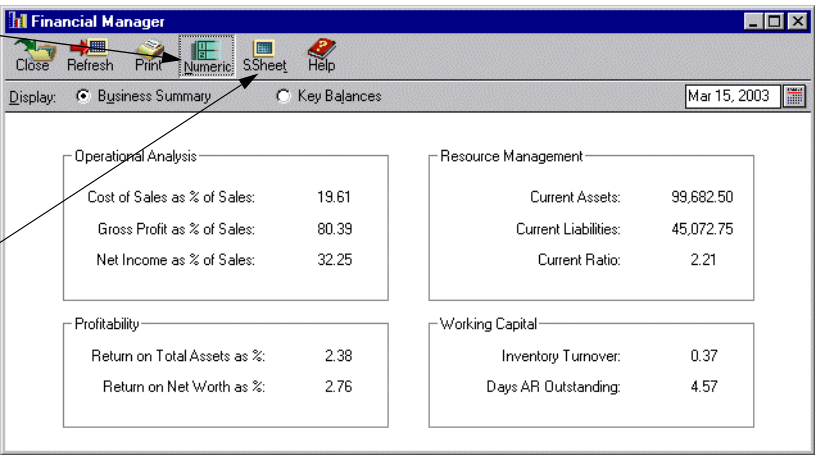 Financial Manager
Close Refresh Print Numeric S.Sheet Help
Display: Business Summary Key Balances Mar 15, 2003
Operational Analysis
Cost of Sales as % of Sales: 19.61
Gross Profit as % of Sales: 80.39
Net Income as % of Sales: 32.25
Resource Management
Current Assets: 99,682.50
Current Liabilities: 45,072.75
Current Ratio: 2.21
Profitability
Return on Total Assets as %: 2.38
Return on Net Worth as %: 2.76
Working Capital
Inventory Turnover: 0.37
Days AR Outstanding: 4.57